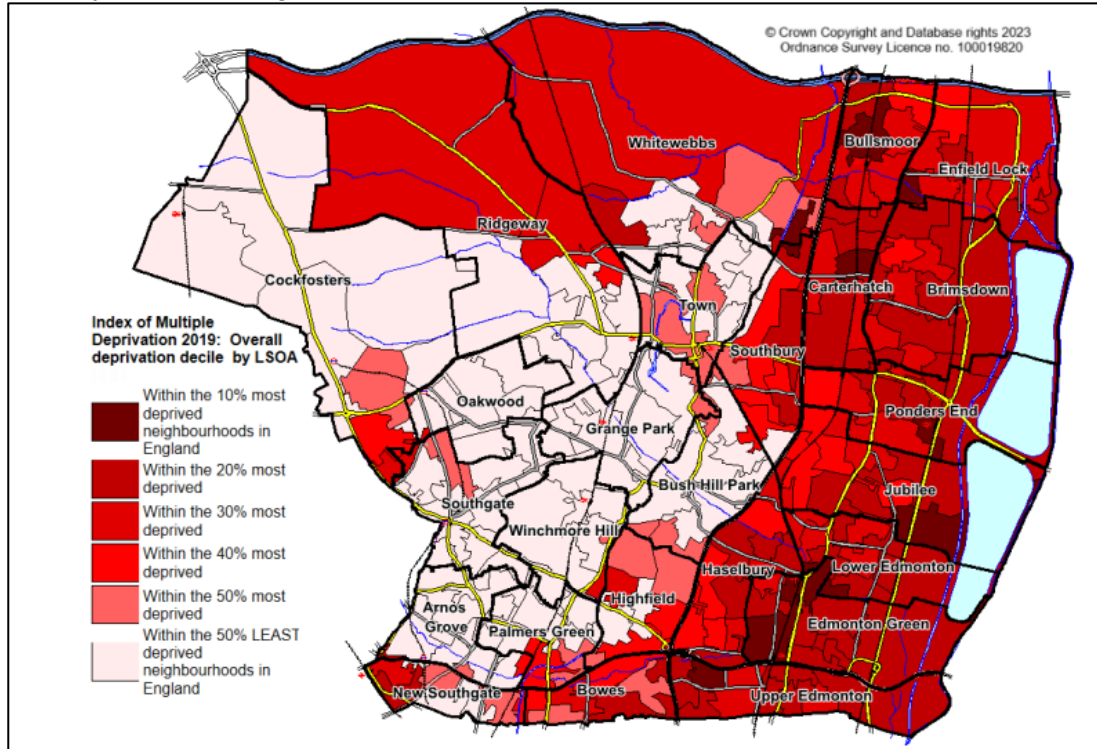 © Crown Copyright and Database rights 2023
Ordnance Survey Licence no. 100019820
Whitewebbs
Bullsmoor
Enfield Lock
Ridgeway
Cockfosters
Carterhatch
Brimsdown
Town
Southbury
Index of Multiple
Deprivation 2019: Overall
deprivation decile by LSOA
Within the 10% most
deprived
neighbourhoods in
England
Within the 20% most
deprived
Within the 30% most
deprived
Within the 40% most
deprived
Within the 50% most
deprived
Within the 50% LEAST
deprived
neighbourhoods in
England
Oakwood
Grange Park
Ponders End
Bush Hill Park
Jubilee
Southgate
Winchmore Hill
Haselbury
Lower Edmonton
Highfield
Arnos
Grove
Palmers Green
Edmonton Green
New Southgate
Bowes
Upper Edmonton